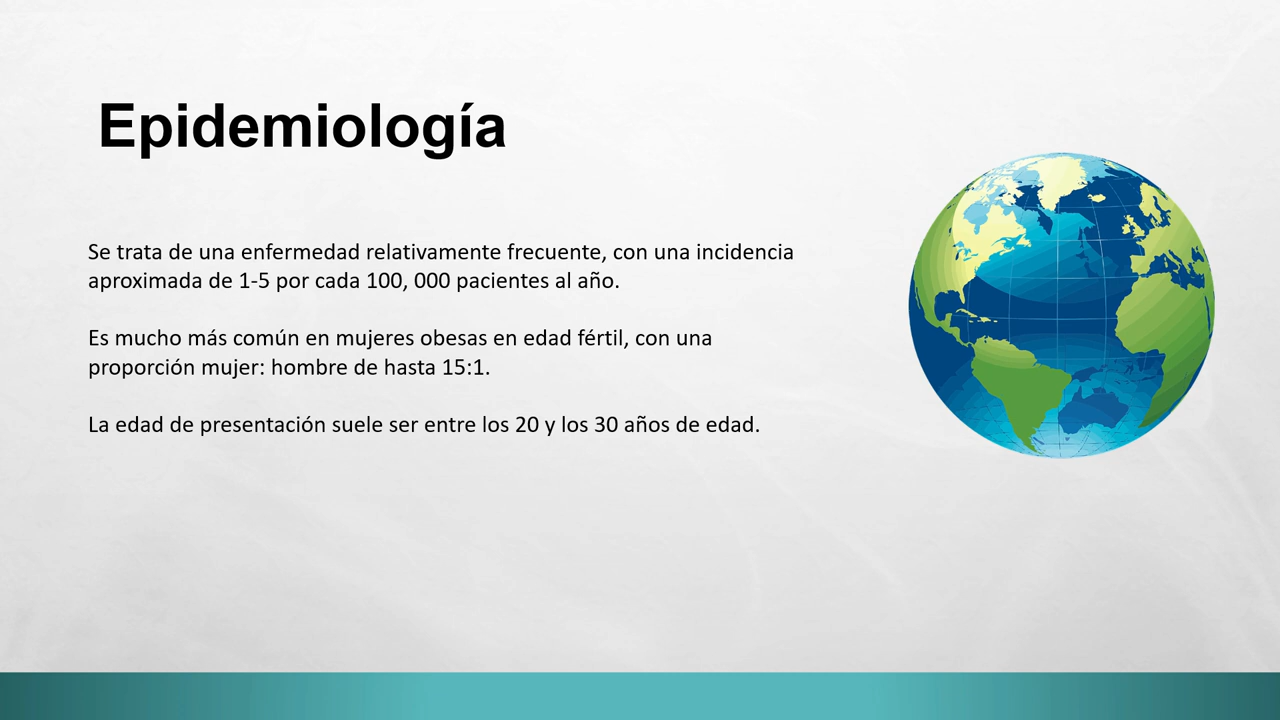 Epidemiología
Se trata de una enfermedad relativamente frecuente, con una incidencia
aproximada de 1-5 por cada 100, 000 pacientes al año.
Es mucho más común en mujeres obesas en edad fértil, con una
proporción mujer: hombre de hasta 15:1.
La edad de presentación suele ser entre los 20 y los 30 años de edad.